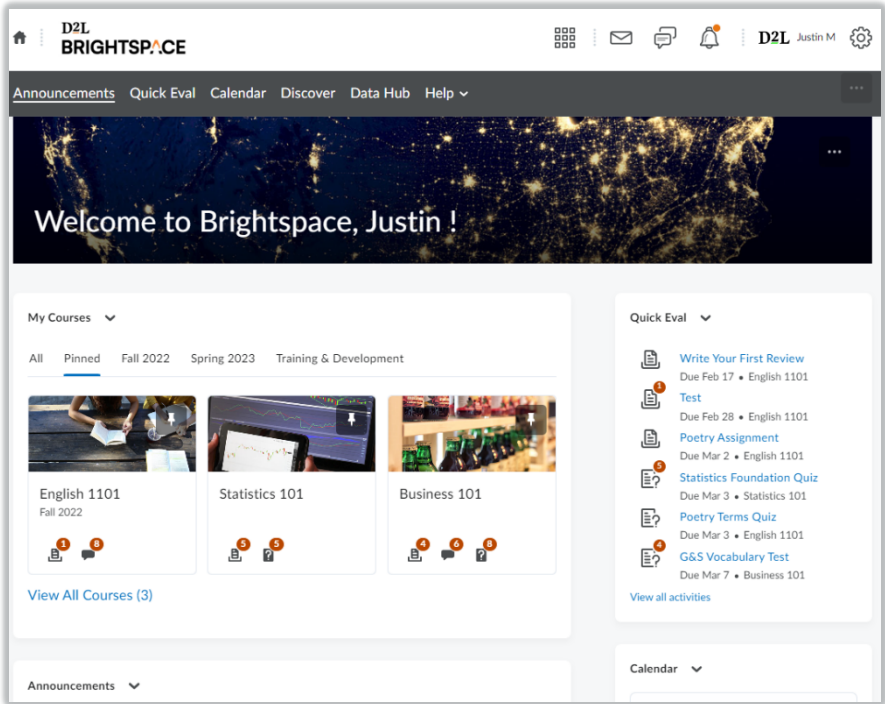 D2L
BRIGHTSPACE
D2L Justin M
Announcements Quick Eval Calendar Discover Data Hub Help
Welcome to Brightspace, Justin !
My Courses
All Pinned Fall 2022 Spring 2023 Training & Development
English 1101
Fall 2022
1 8
Statistics 101
5 5
Business 101
4 6 8
View All Courses (3)
Announcements
Quick Eval
Write Your First Review
Due Feb 17 • English 1101
1
Test
Due Feb 28 • English 1101
Poetry Assignment
Due Mar 2 • English 1101
5
Statistics Foundation Quiz
Due Mar 3 • Statistics 101
Poetry Terms Quiz
Due Mar 3 • English 1101
4
G&S Vocabulary Test
Due Mar 7 • Business 101
View all activities
Calendar